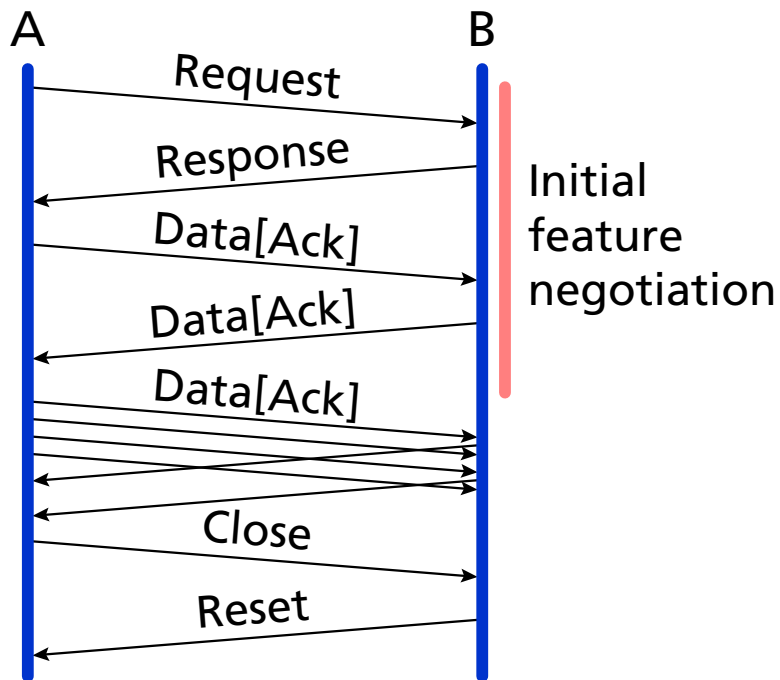 A
B
Request
Response
Data[Ack]
Data[Ack]
Data[Ack]
Close
Reset
Initial
feature
negotiation